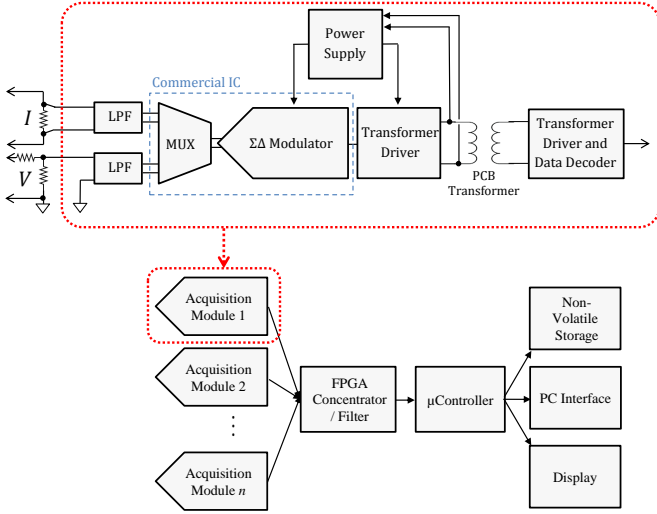 Power
Supply
Commercial IC
I
LPF
MUX
ΣΔ Modulator
Transformer
Driver
Transformer
Driver and
Data Decoder
V
LPF
PCB
Transformer
Acquisition
Module 1
Acquisition
Module 2
Acquisition
Module n
FPGA
Concentrator
/ Filter
μController
Non-
Volatile
Storage
PC Interface
Display